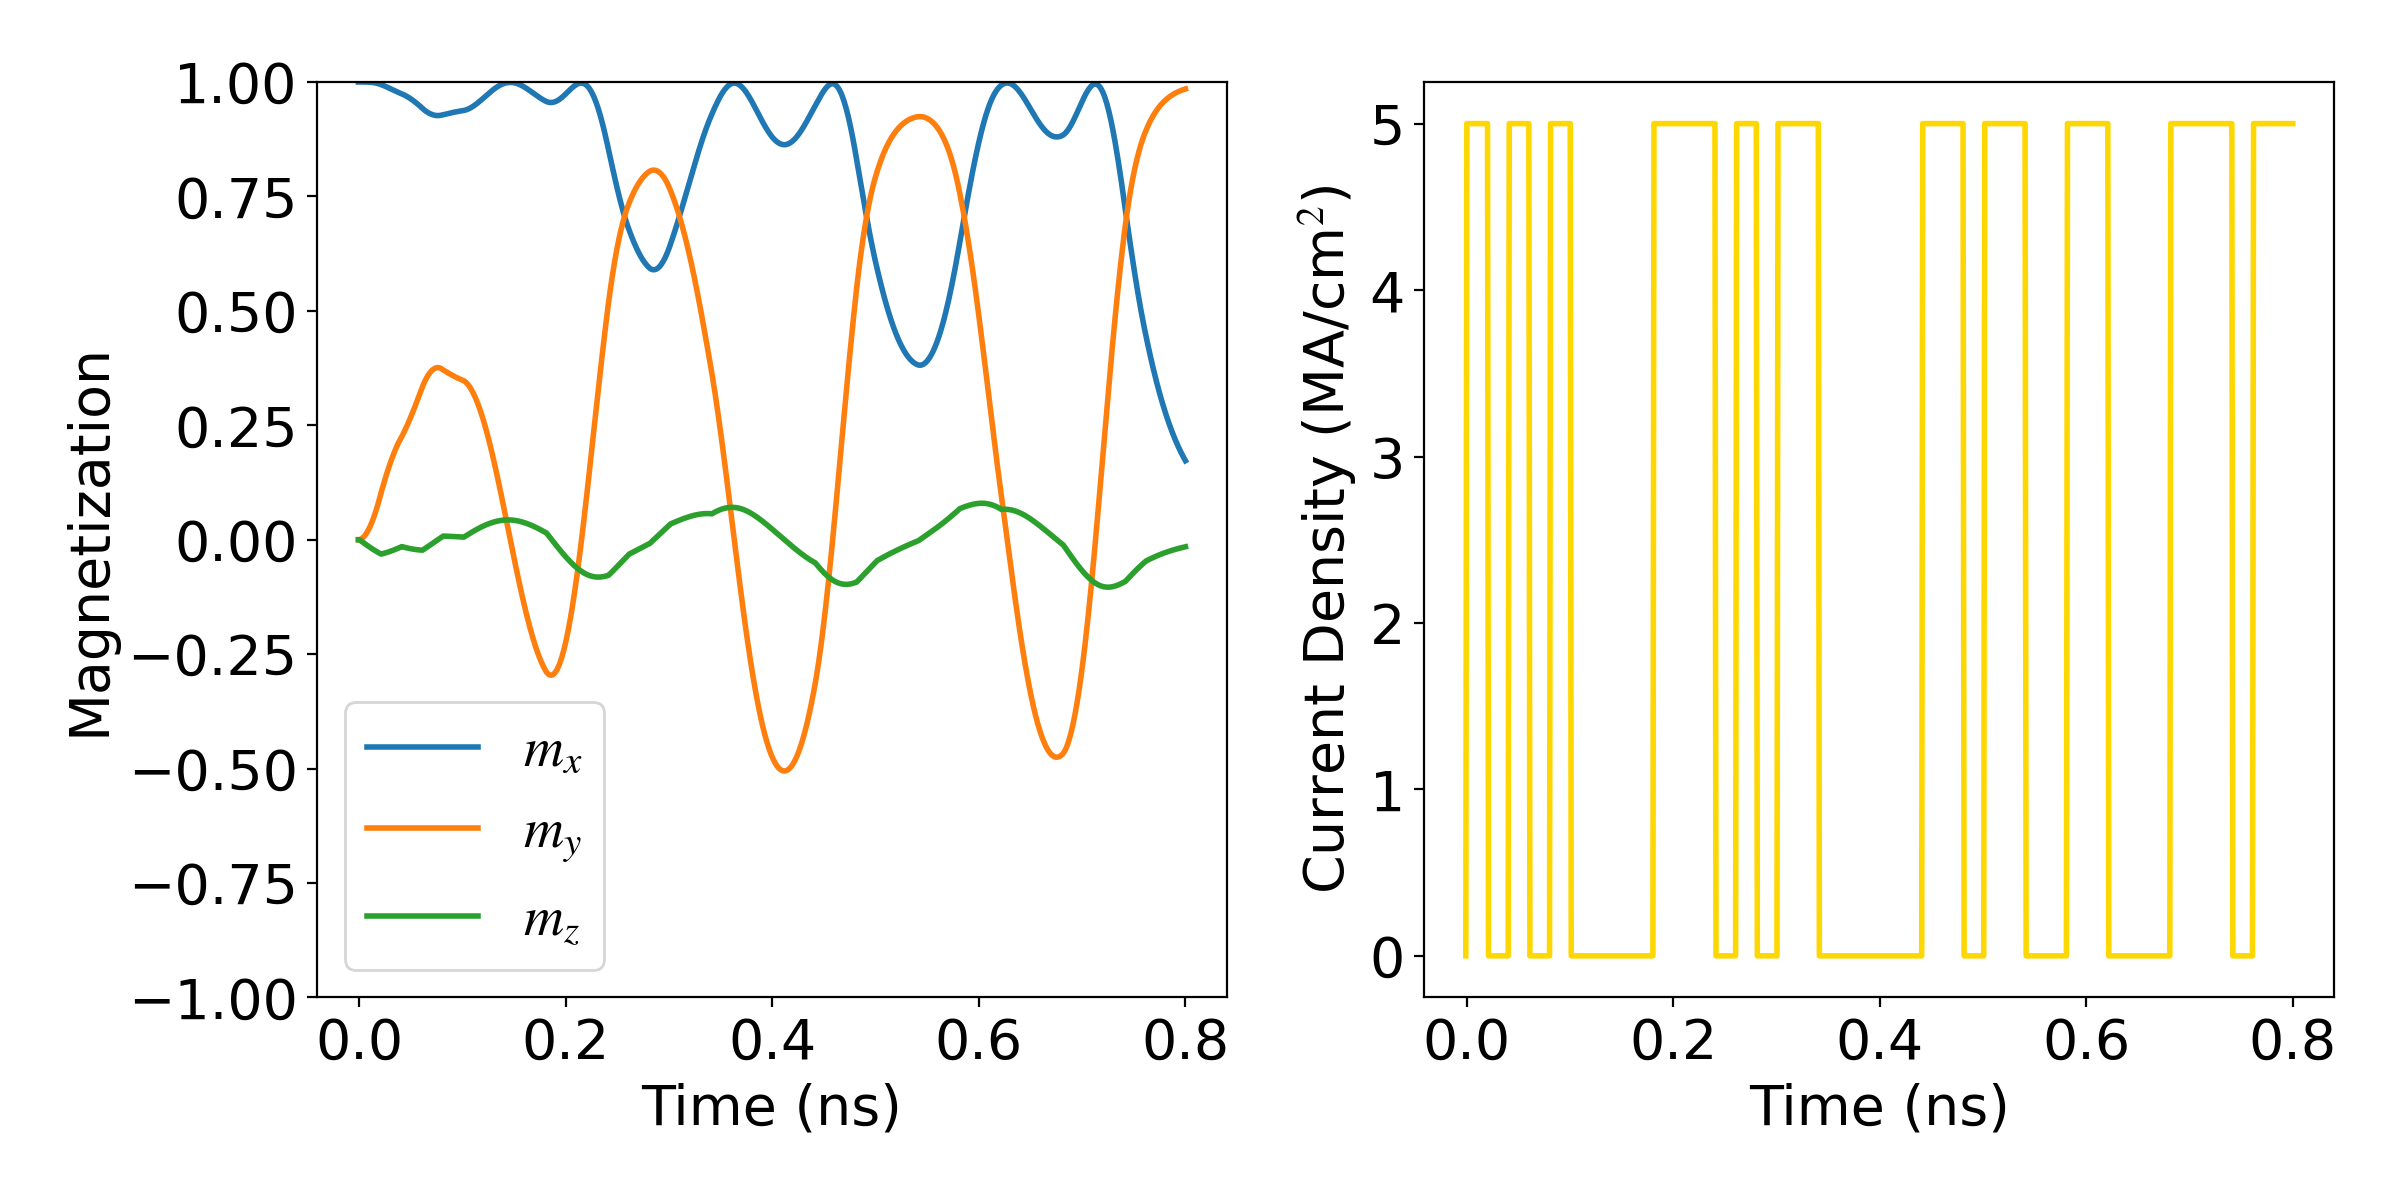 1.00
0.75
0.50
0.25
0.00
−0.25
−0.50
−0.75
−1.00
Magnetization
m_x
m_y
m_z
0.0 0.2 0.4 0.6 0.8
Time (ns)
5
4
3
2
1
0
Current Density (MA/cm²)
0.0 0.2 0.4 0.6 0.8
Time (ns)